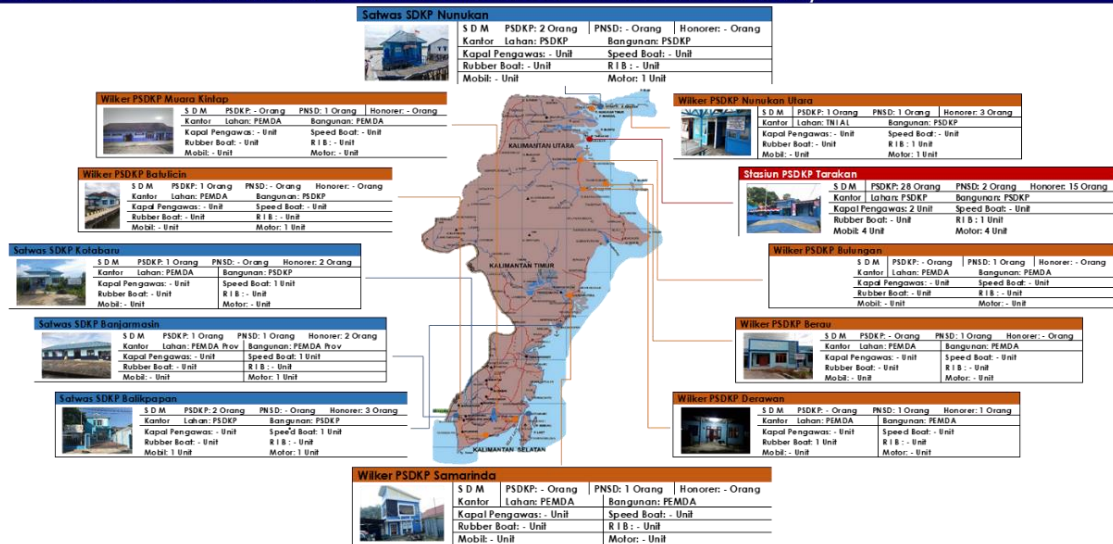 Satwas SDKP Nunukan
S D M PSDKP: 2 Orang PNSD: - Orang Honorer: - Orang
Kantor Lahan: PSDKP Bangunan: PSDKP
Kapal Pengawas: - Unit Speed Boat: - Unit
Rubber Boat: - Unit R I B : - Unit
Mobil: - Unit Motor: 1 Unit
Wilker PSDKP Muara Kintap
S D M PSDKP: - Orang PNSD: 1 Orang Honorer: - Orang
Kantor Lahan: PEMDA Bangunan: PEMDA
Kapal Pengawas: - Unit Speed Boat: - Unit
Rubber Boat: - Unit R I B : - Unit
Mobil: - Unit Motor: - Unit
Wilker PSDKP Nunukan Utara
S D M PSDKP: 1 Orang PNSD: 1 Orang Honorer: 3 Orang
Kantor Lahan: TNI AL Bangunan: PSDKP
Kapal Pengawas: - Unit Speed Boat: - Unit
Rubber Boat: - Unit R I B : 1 Unit
Mobil: - Unit Motor: 1 Unit
Wilker PSDKP Batulicin
S D M PSDKP: 1 Orang PNSD: - Orang Honorer: - Orang
Kantor Lahan: PEMDA Bangunan: PSDKP
Kapal Pengawas: - Unit Speed Boat: - Unit
Rubber Boat: - Unit R I B : - Unit
Mobil: - Unit Motor: 1 Unit
Stasiun PSDKP Tarakan
S D M PSDKP: 28 Orang PNSD: 2 Orang Honorer: 15 Orang
Kantor Lahan: PSDKP Bangunan: PSDKP
Kapal Pengawas: 2 Unit Speed Boat: - Unit
Rubber Boat: - Unit R I B : 1 Unit
Mobil: 4 Unit Motor: 4 Unit
Satwas SDKP Kotabaru
S D M PSDKP: 1 Orang PNSD: - Orang Honorer: 2 Orang
Kantor Lahan: PEMDA Bangunan: PSDKP
Kapal Pengawas: - Unit Speed Boat: 1 Unit
Rubber Boat: - Unit R I B : - Unit
Mobil: - Unit Motor: - Unit
Wilker PSDKP Bulungan
S D M PSDKP: - Orang PNSD: 1 Orang Honorer: - Orang
Kantor Lahan: PEMDA Bangunan: PEMDA
Kapal Pengawas: - Unit Speed Boat: - Unit
Rubber Boat: - Unit R I B : - Unit
Mobil: - Unit Motor: - Unit
Satwas SDKP Banjarmasin
S D M PSDKP: 1 Orang PNSD: 1 Orang Honorer: 2 Orang
Kantor Lahan: PEMDA Prov Bangunan: PEMDA Prov
Kapal Pengawas: - Unit Speed Boat: 1 Unit
Rubber Boat: - Unit R I B : - Unit
Mobil: - Unit Motor: 1 Unit
Wilker PSDKP Berau
S D M PSDKP: - Orang PNSD: 1 Orang Honorer: - Orang
Kantor Lahan: PEMDA Bangunan: PEMDA
Kapal Pengawas: - Unit Speed Boat: - Unit
Rubber Boat: - Unit R I B : - Unit
Mobil: - Unit Motor: - Unit
Satwas SDKP Balikpapan
S D M PSDKP: 2 Orang PNSD: - Orang Honorer: 3 Orang
Kantor Lahan: PSDKP Bangunan: PSDKP
Kapal Pengawas: - Unit Speed Boat: 1 Unit
Rubber Boat: - Unit R I B : - Unit
Mobil: 1 Unit Motor: 1 Unit
Wilker PSDKP Derawan
S D M PSDKP: - Orang PNSD: 1 Orang Honorer: 1 Orang
Kantor Lahan: PEMDA Bangunan: PEMDA
Kapal Pengawas: - Unit Speed Boat: - Unit
Rubber Boat: 1 Unit R I B : - Unit
Mobil: - Unit Motor: - Unit
KALIMANTAN UTARA
KALIMANTAN TIMUR
KALIMANTAN SELATAN
Wilker PSDKP Samarinda
S D M PSDKP: - Orang PNSD: 1 Orang Honorer: - Orang
Kantor Lahan: PEMDA Bangunan: PEMDA
Kapal Pengawas: - Unit Speed Boat: - Unit
Rubber Boat: - Unit R I B : - Unit
Mobil: - Unit Motor: - Unit